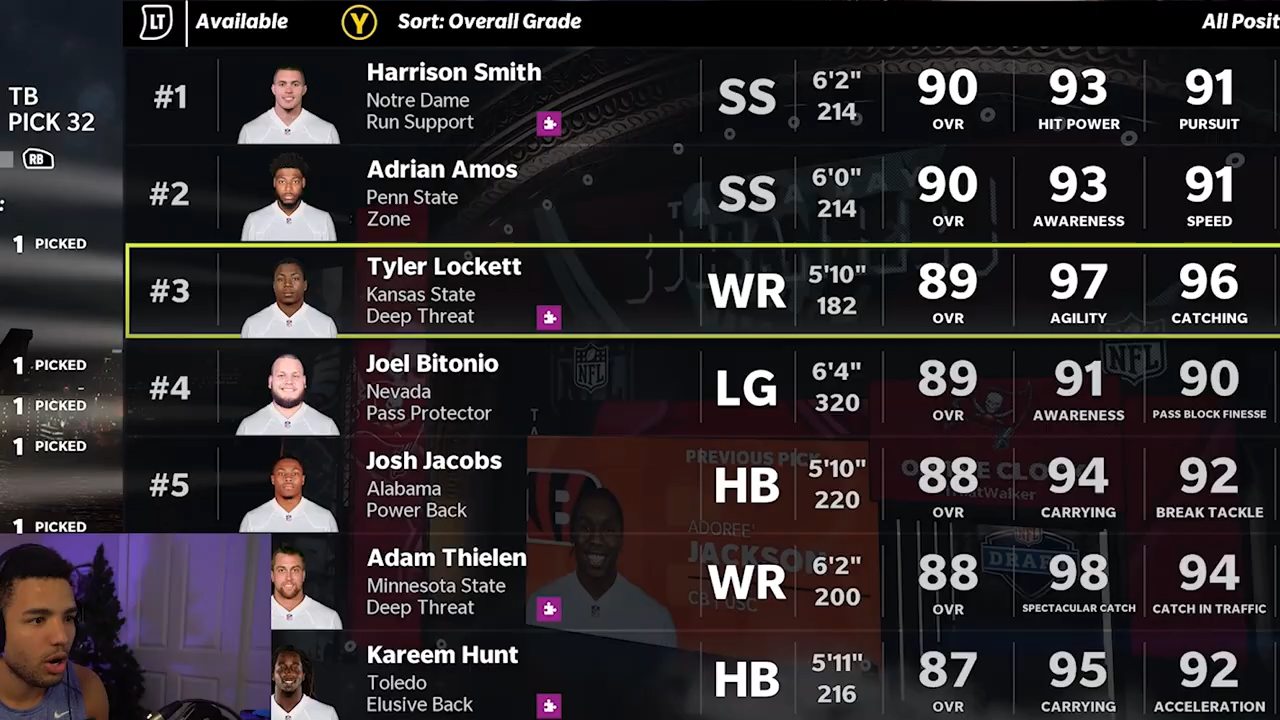 LT Available Y Sort: Overall Grade All Posit
TB
PICK 32
RB
1 PICKED
1 PICKED
1 PICKED
1 PICKED
1 PICKED
#1 Harrison Smith Notre Dame Run Support SS 6'2" 214 90 OVR 93 HIT POWER 91 PURSUIT
#2 Adrian Amos Penn State Zone SS 6'0" 214 90 OVR 93 AWARENESS 91 SPEED
#3 Tyler Lockett Kansas State Deep Threat WR 5'10" 182 89 OVR 97 AGILITY 96 CATCHING
#4 Joel Bitonio Nevada Pass Protector LG 6'4" 320 89 OVR 91 AWARENESS 90 PASS BLOCK FINESSE
#5 Josh Jacobs Alabama Power Back HB 5'10" 220 88 OVR 94 CARRYING 92 BREAK TACKLE
Adam Thielen Minnesota State Deep Threat WR 6'2" 200 88 OVR 98 SPECTACULAR CATCH 94 CATCH IN TRAFFIC
Kareem Hunt Toledo Elusive Back HB 5'11" 216 87 OVR 95 CARRYING 92 ACCELERATION
NFL
NFL
PREVIOUS PICK
ADOREE'
JACKSON